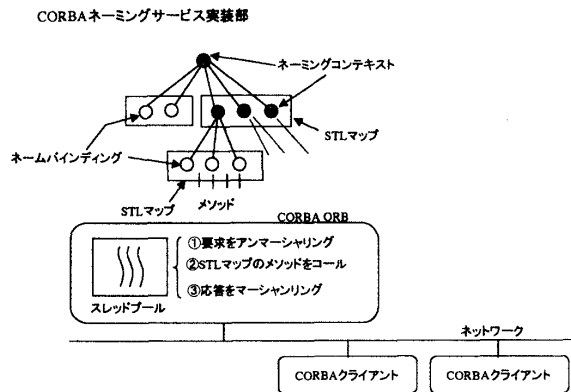 CORBAネーミングサービス実装部
ネーミングコンテキスト
STLマップ
ネームバインディング
STLマップ
メソッド
CORBA ORB
①要求をアンマーシャリング
②STLマップのメソッドをコール
③応答をマーシャンリング
スレッドプール
ネットワーク
CORBAクライアント
CORBAクライアント